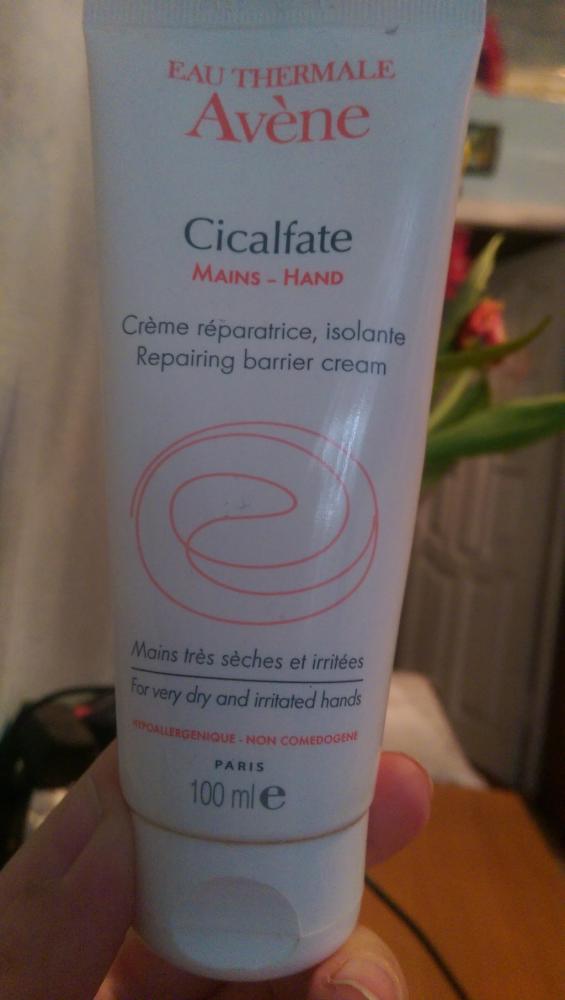 EAU THERMALE
Avène
Cicalfate
MAINS - HAND
Crème réparatrice, isolante
Repairing barrier cream
Mains très sèches et irritées
For very dry and irritated hands
HYPOALLERGENIQUE - NON COMEDOGENE
PARIS
100 ml e